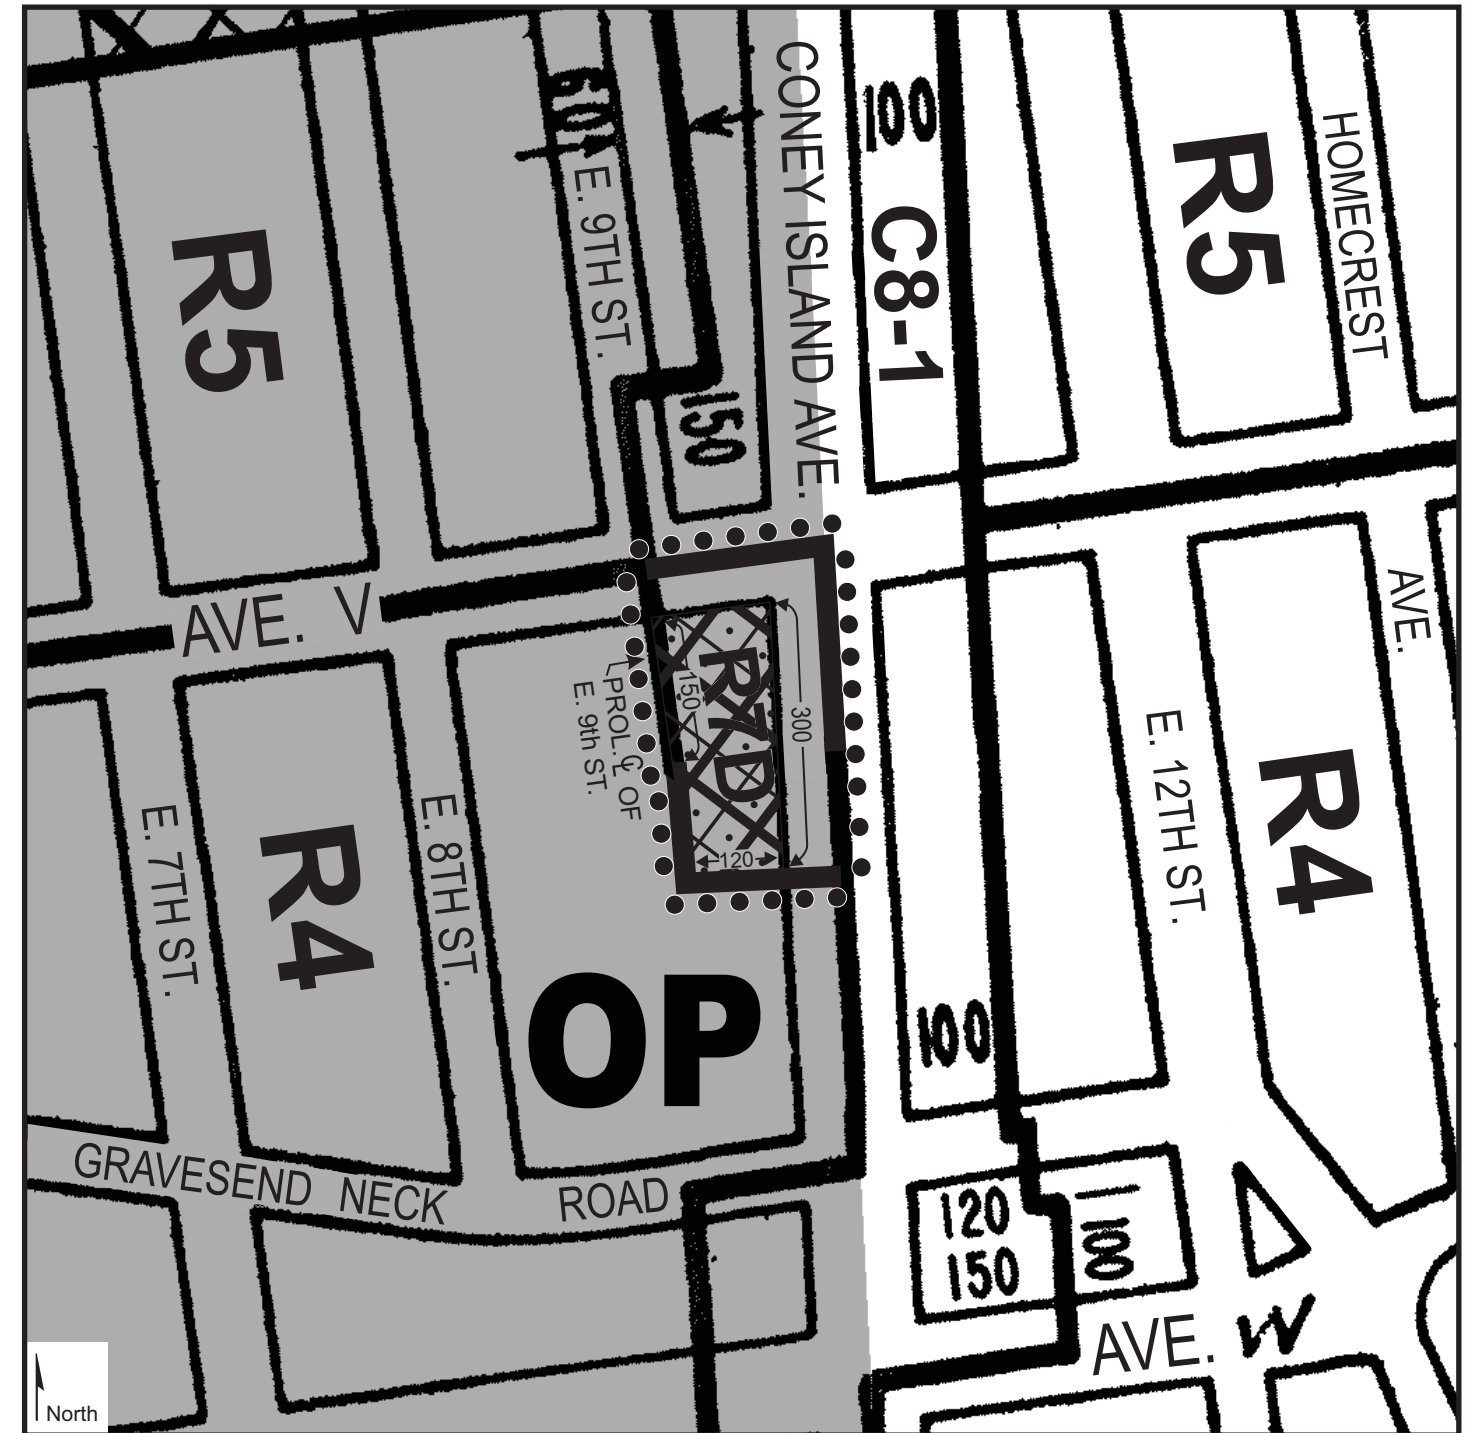 60
CONEY ISLAND AVE.
100
HOMECREST
AVE.
R5
E. 9TH ST.
C8-1
R5
150
AVE. V
R7D
150
300
120
PROL. ℄ OF
E. 9th ST.
E. 7TH ST.
R4
E. 8TH ST.
E. 12TH ST.
R4
OP
100
GRAVESEND NECK ROAD
120
150
100
AVE. W
North